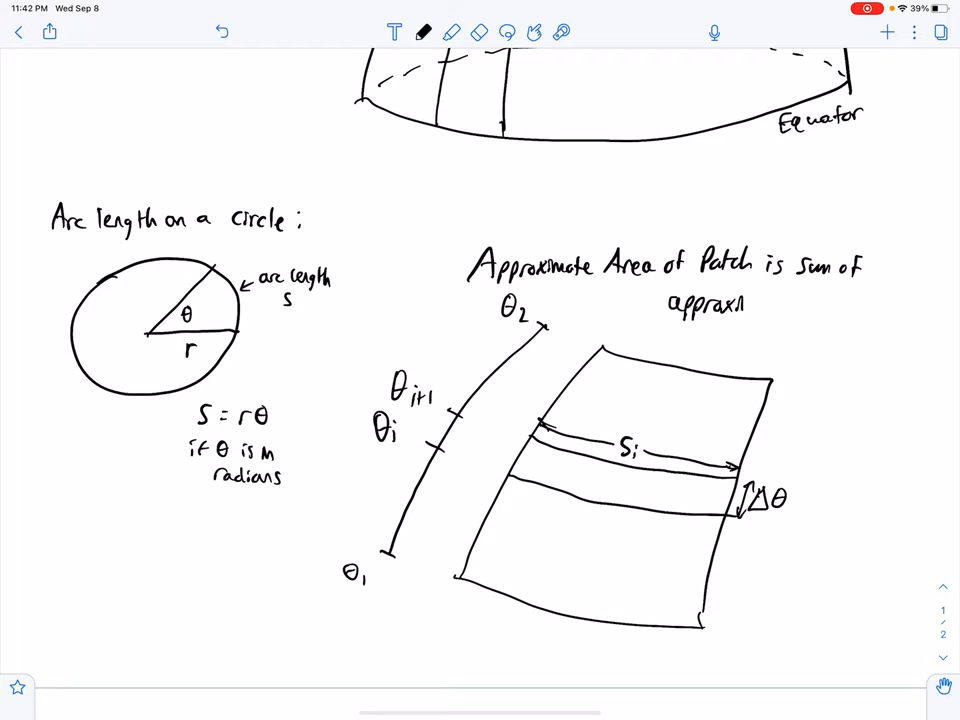 11:42 PM Wed Sep 8
39%
T
Equator
Arc length on a circle:
arc length
s
θ
r
S = rθ
if θ is in
radians
Approximate Area of Patch is sum of
approxi
θ₂
θᵢ₊₁
θᵢ
θ₁
Sᵢ
Δθ
1
/
2